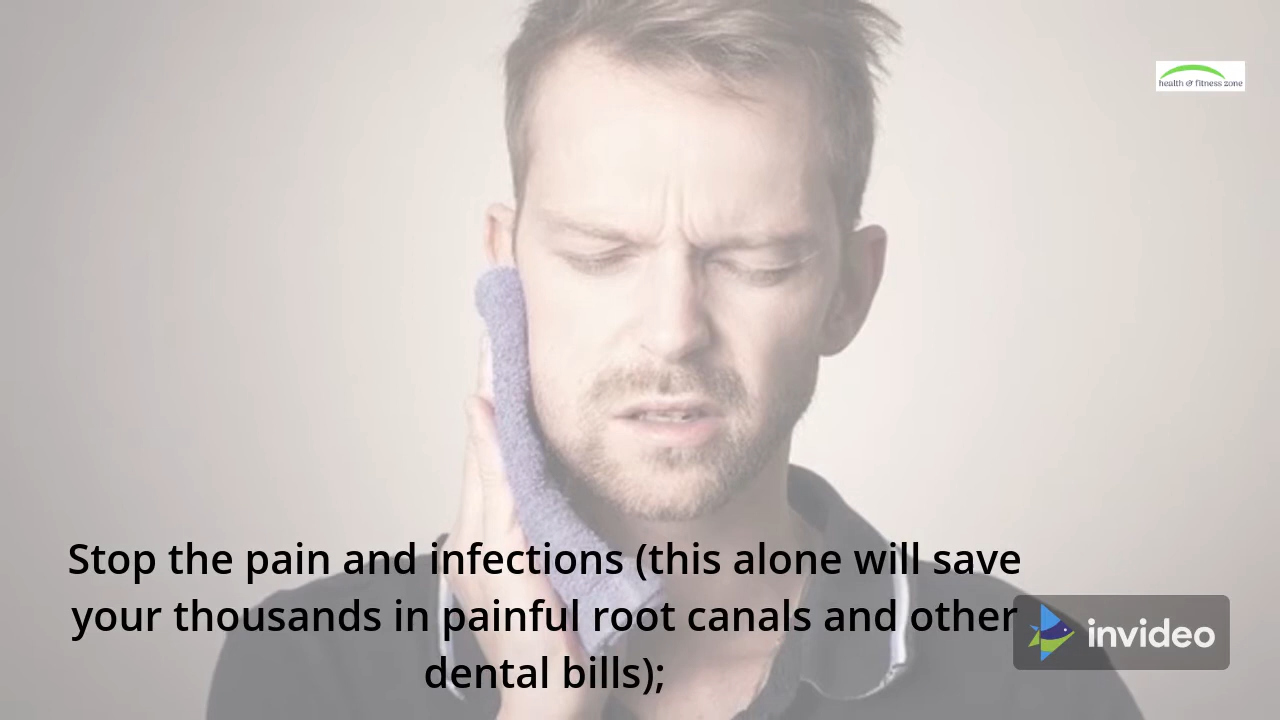 health & fitness zone
Stop the pain and infections (this alone will save
your thousands in painful root canals and other
dental bills);
invideo